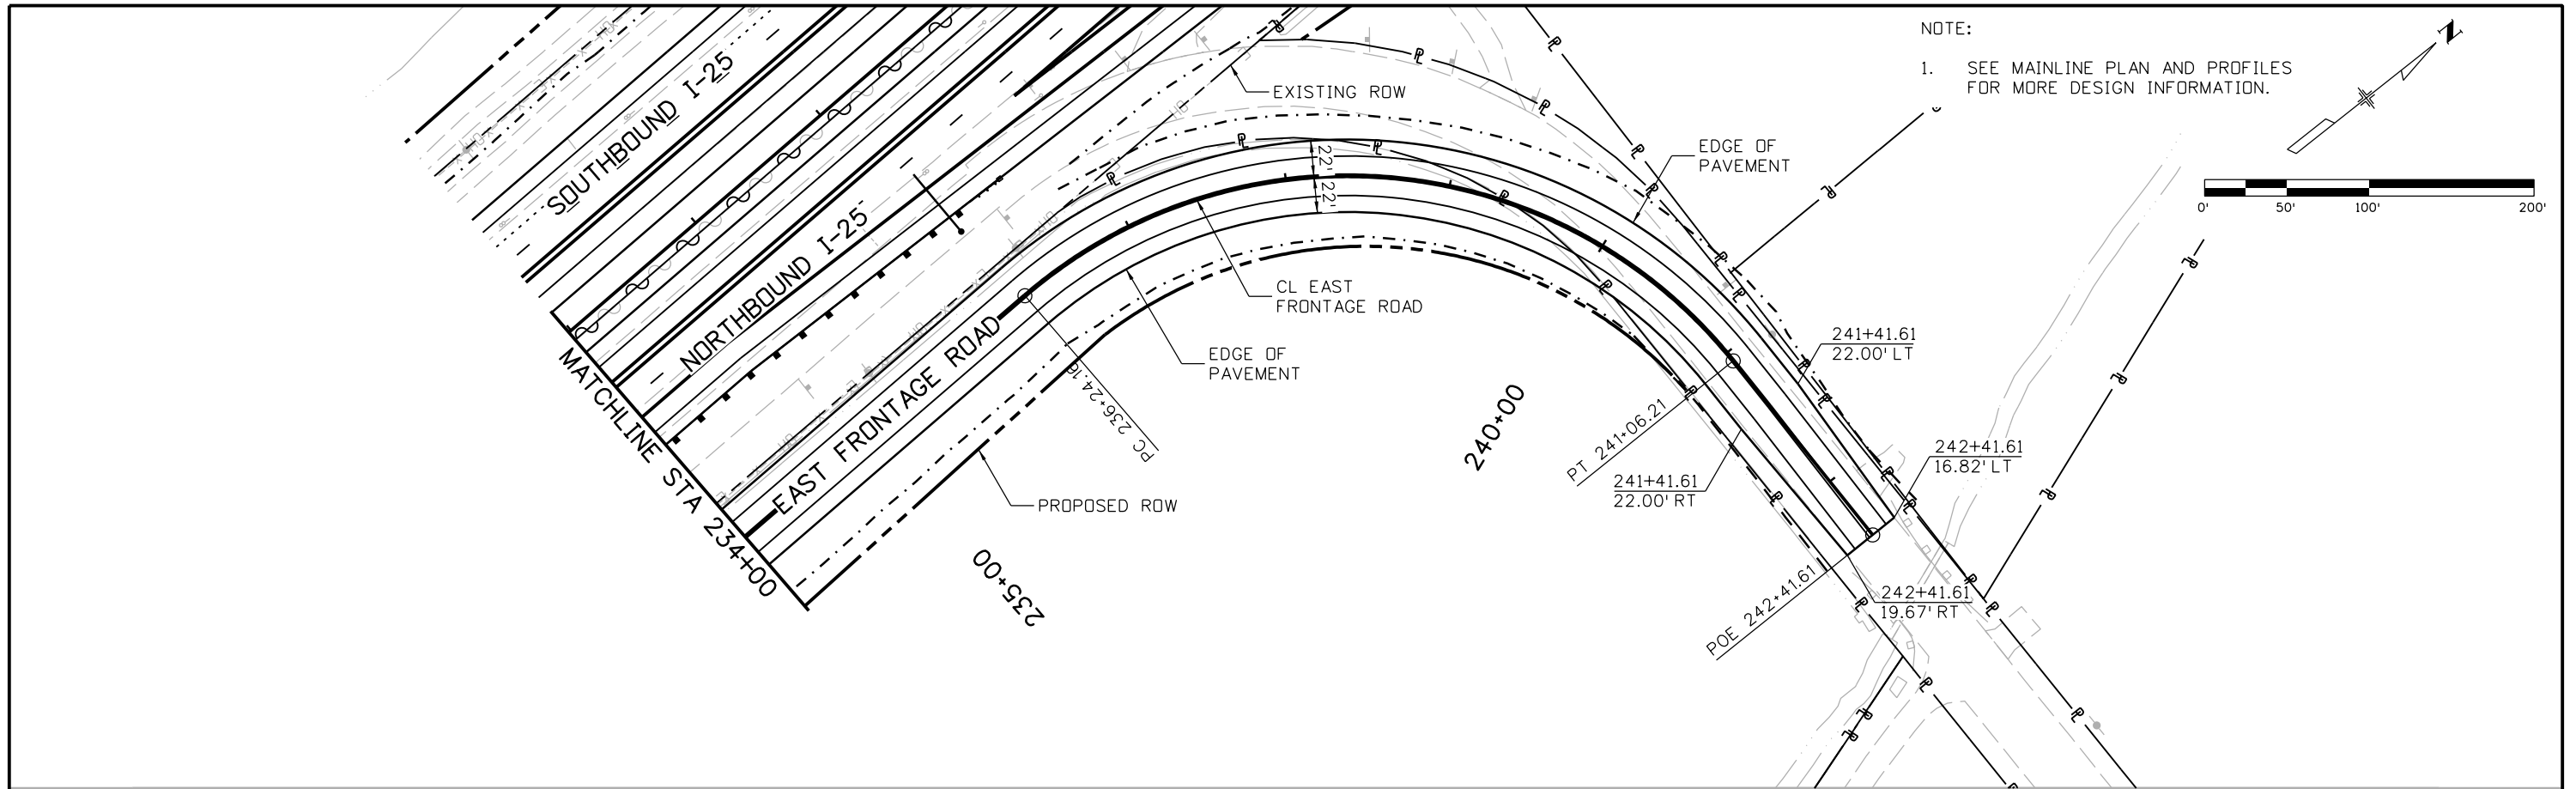 NOTE:
1. SEE MAINLINE PLAN AND PROFILES
FOR MORE DESIGN INFORMATION.
N
0' 50' 100' 200'
SOUTHBOUND I-25
NORTHBOUND I-25
EAST FRONTAGE ROAD
MATCHLINE STA 234+00
EXISTING ROW
EDGE OF
PAVEMENT
22'
22'
CL EAST
FRONTAGE ROAD
EDGE OF
PAVEMENT
PROPOSED ROW
235+00
240+00
PT 241+06.21
241+41.61
22.00' LT
241+41.61
22.00' RT
242+41.61
16.82' LT
242+41.61
19.67' RT
POE 242+41.61